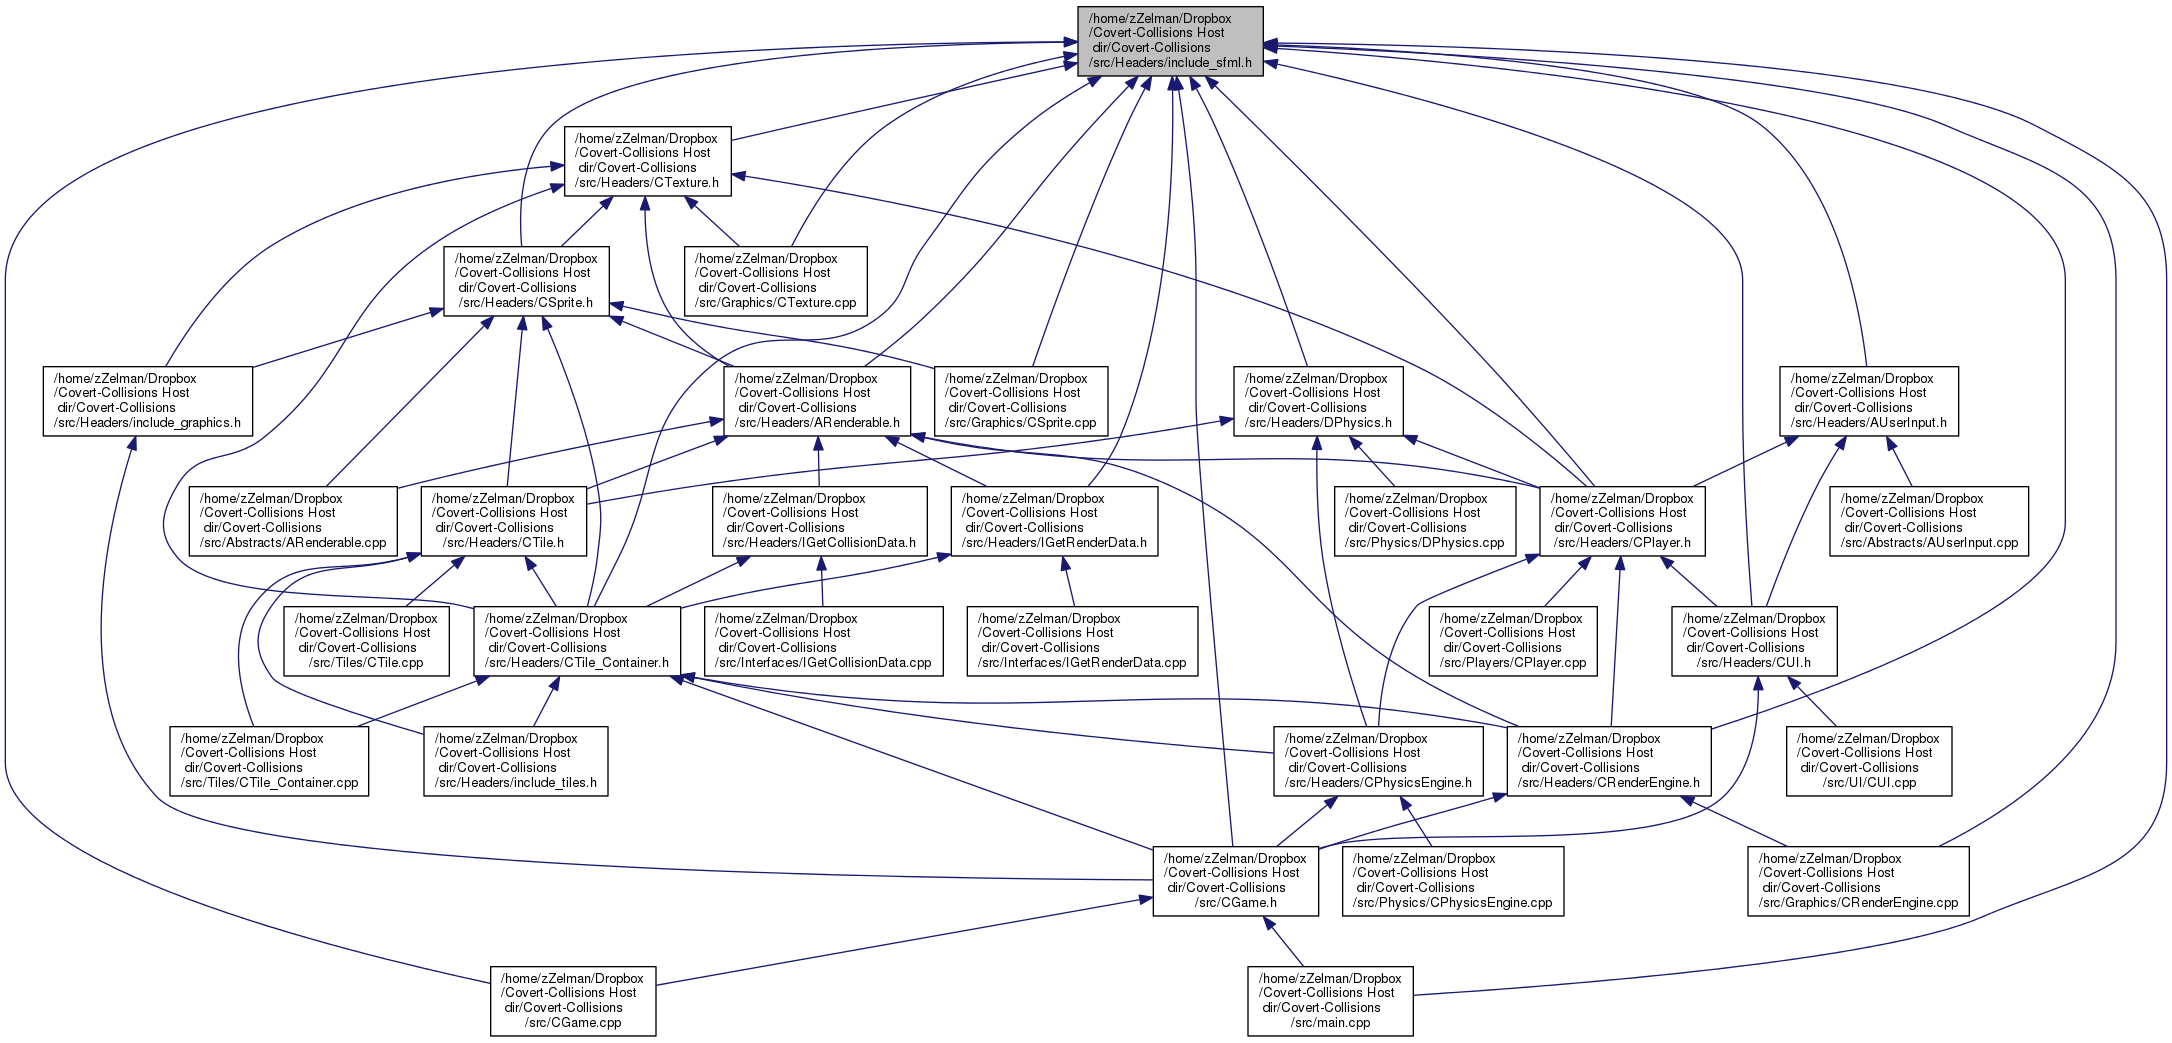 /home/zZelman/Dropbox
/Covert-Collisions Host
dir/Covert-Collisions
/src/Headers/include_sfml.h
/home/zZelman/Dropbox
/Covert-Collisions Host
dir/Covert-Collisions
/src/Headers/CTexture.h
/home/zZelman/Dropbox
/Covert-Collisions Host
dir/Covert-Collisions
/src/Headers/CSprite.h
/home/zZelman/Dropbox
/Covert-Collisions Host
dir/Covert-Collisions
/src/Graphics/CTexture.cpp
/home/zZelman/Dropbox
/Covert-Collisions Host
dir/Covert-Collisions
/src/Headers/include_graphics.h
/home/zZelman/Dropbox
/Covert-Collisions Host
dir/Covert-Collisions
/src/Headers/ARenderable.h
/home/zZelman/Dropbox
/Covert-Collisions Host
dir/Covert-Collisions
/src/Graphics/CSprite.cpp
/home/zZelman/Dropbox
/Covert-Collisions Host
dir/Covert-Collisions
/src/Headers/DPhysics.h
/home/zZelman/Dropbox
/Covert-Collisions Host
dir/Covert-Collisions
/src/Headers/AUserInput.h
/home/zZelman/Dropbox
/Covert-Collisions Host
dir/Covert-Collisions
/src/Abstracts/ARenderable.cpp
/home/zZelman/Dropbox
/Covert-Collisions Host
dir/Covert-Collisions
/src/Headers/CTile.h
/home/zZelman/Dropbox
/Covert-Collisions Host
dir/Covert-Collisions
/src/Headers/IGetCollisionData.h
/home/zZelman/Dropbox
/Covert-Collisions Host
dir/Covert-Collisions
/src/Headers/IGetRenderData.h
/home/zZelman/Dropbox
/Covert-Collisions Host
dir/Covert-Collisions
/src/Physics/DPhysics.cpp
/home/zZelman/Dropbox
/Covert-Collisions Host
dir/Covert-Collisions
/src/Headers/CPlayer.h
/home/zZelman/Dropbox
/Covert-Collisions Host
dir/Covert-Collisions
/src/Abstracts/AUserInput.cpp
/home/zZelman/Dropbox
/Covert-Collisions Host
dir/Covert-Collisions
/src/Tiles/CTile.cpp
/home/zZelman/Dropbox
/Covert-Collisions Host
dir/Covert-Collisions
/src/Headers/CTile_Container.h
/home/zZelman/Dropbox
/Covert-Collisions Host
dir/Covert-Collisions
/src/Interfaces/IGetCollisionData.cpp
/home/zZelman/Dropbox
/Covert-Collisions Host
dir/Covert-Collisions
/src/Interfaces/IGetRenderData.cpp
/home/zZelman/Dropbox
/Covert-Collisions Host
dir/Covert-Collisions
/src/Players/CPlayer.cpp
/home/zZelman/Dropbox
/Covert-Collisions Host
dir/Covert-Collisions
/src/Headers/CUI.h
/home/zZelman/Dropbox
/Covert-Collisions Host
dir/Covert-Collisions
/src/Tiles/CTile_Container.cpp
/home/zZelman/Dropbox
/Covert-Collisions Host
dir/Covert-Collisions
/src/Headers/include_tiles.h
/home/zZelman/Dropbox
/Covert-Collisions Host
dir/Covert-Collisions
/src/Headers/CPhysicsEngine.h
/home/zZelman/Dropbox
/Covert-Collisions Host
dir/Covert-Collisions
/src/Headers/CRenderEngine.h
/home/zZelman/Dropbox
/Covert-Collisions Host
dir/Covert-Collisions
/src/UI/CUI.cpp
/home/zZelman/Dropbox
/Covert-Collisions Host
dir/Covert-Collisions
/src/CGame.h
/home/zZelman/Dropbox
/Covert-Collisions Host
dir/Covert-Collisions
/src/Physics/CPhysicsEngine.cpp
/home/zZelman/Dropbox
/Covert-Collisions Host
dir/Covert-Collisions
/src/Graphics/CRenderEngine.cpp
/home/zZelman/Dropbox
/Covert-Collisions Host
dir/Covert-Collisions
/src/CGame.cpp
/home/zZelman/Dropbox
/Covert-Collisions Host
dir/Covert-Collisions
/src/main.cpp